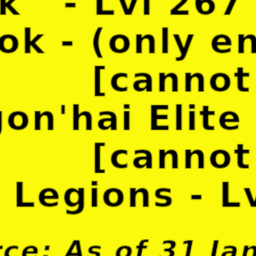 k - Lvl 267
ok - (only en
[cannot
gon'hai Elite
[cannot
Legions - Lv
rce: As of 31 Jan